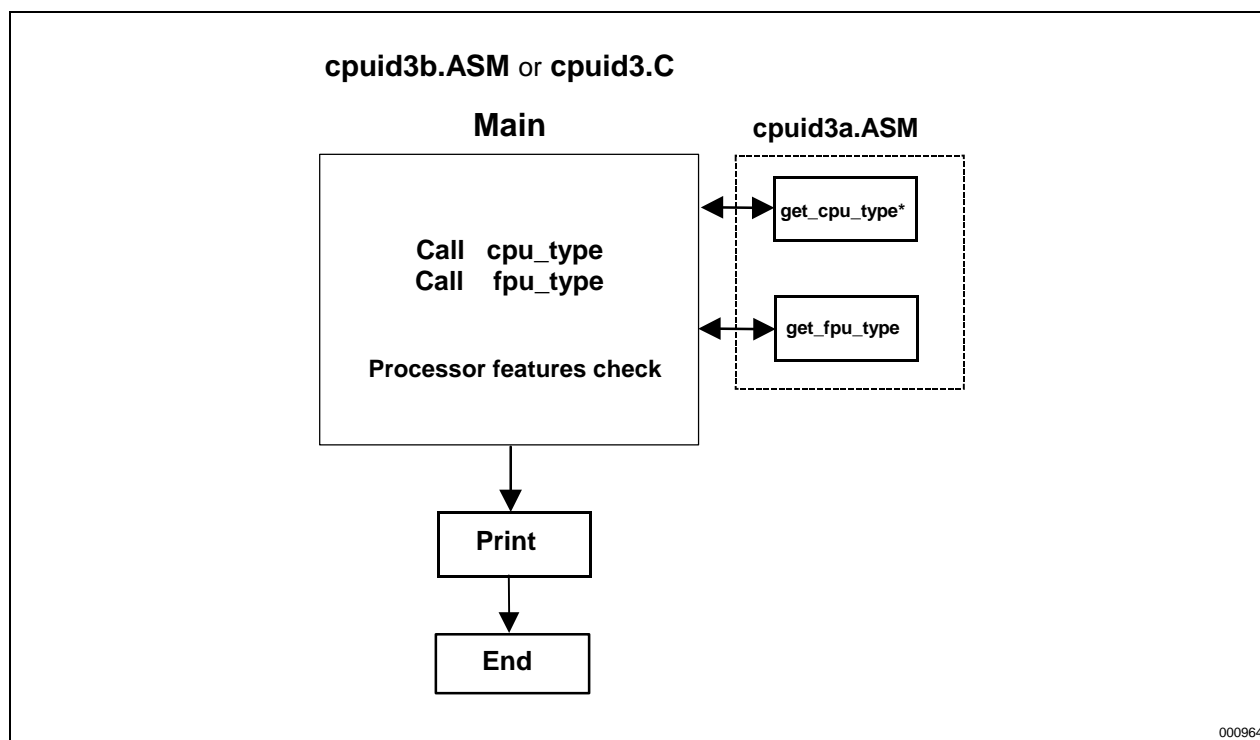 cpuid3b.ASM or cpuid3.C
Main
cpuid3a.ASM
get_cpu_type*
Call cpu_type
Call fpu_type
get_fpu_type
Processor features check
Print
End
000964